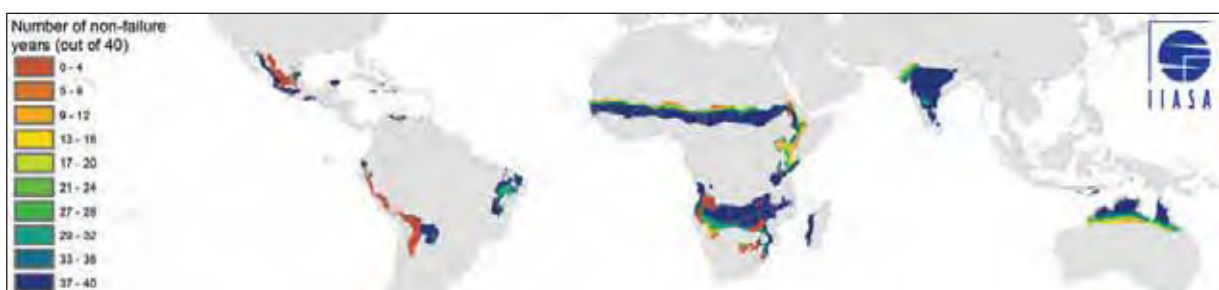 Number of non-failure
years (out of 40)
0 - 4
5 - 8
9 - 12
13 - 16
17 - 20
21 - 24
27 - 28
29 - 32
33 - 36
37 - 40
IIASA